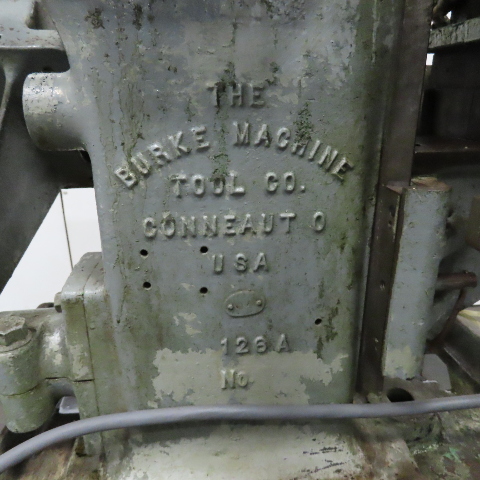 THE
BURKE MACHINE
TOOL CO.
CONNEAUT O
USA
126A
No